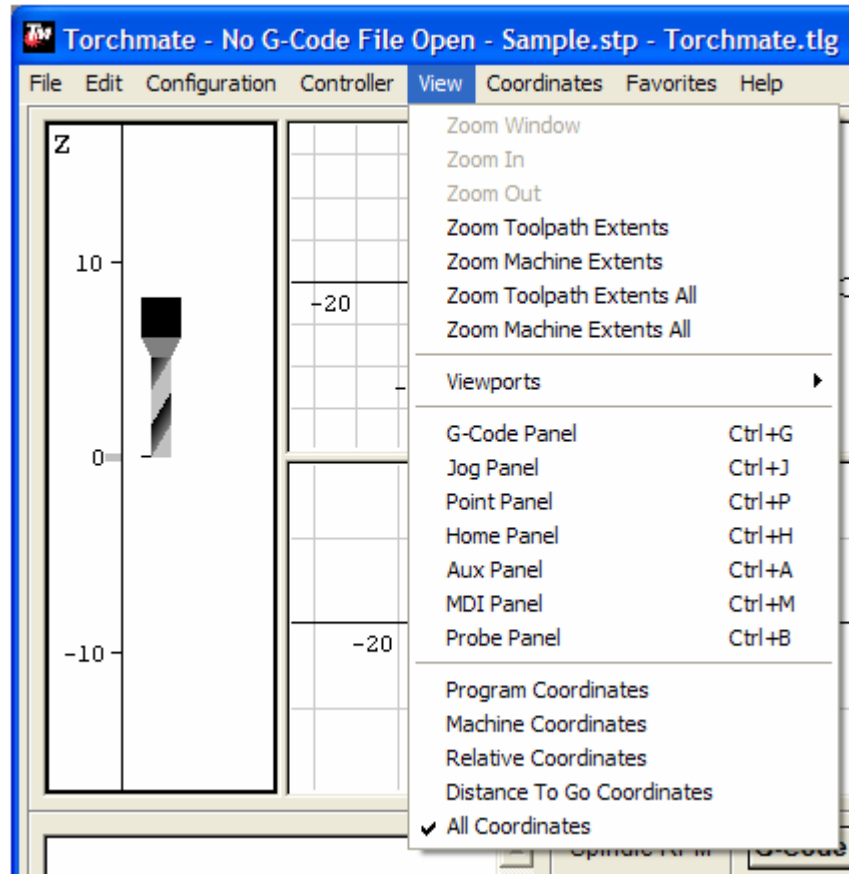 Torchmate - No G-Code File Open - Sample.stp - Torchmate.tlg
File Edit Configuration Controller View Coordinates Favorites Help
Z
10
0
-10
-20
-20
Zoom Window
Zoom In
Zoom Out
Zoom Toolpath Extents
Zoom Machine Extents
Zoom Toolpath Extents All
Zoom Machine Extents All
Viewports
G-Code Panel Ctrl+G
Jog Panel Ctrl+J
Point Panel Ctrl+P
Home Panel Ctrl+H
Aux Panel Ctrl+A
MDI Panel Ctrl+M
Probe Panel Ctrl+B
Program Coordinates
Machine Coordinates
Relative Coordinates
Distance To Go Coordinates
All Coordinates
Spindle RPM G-Code